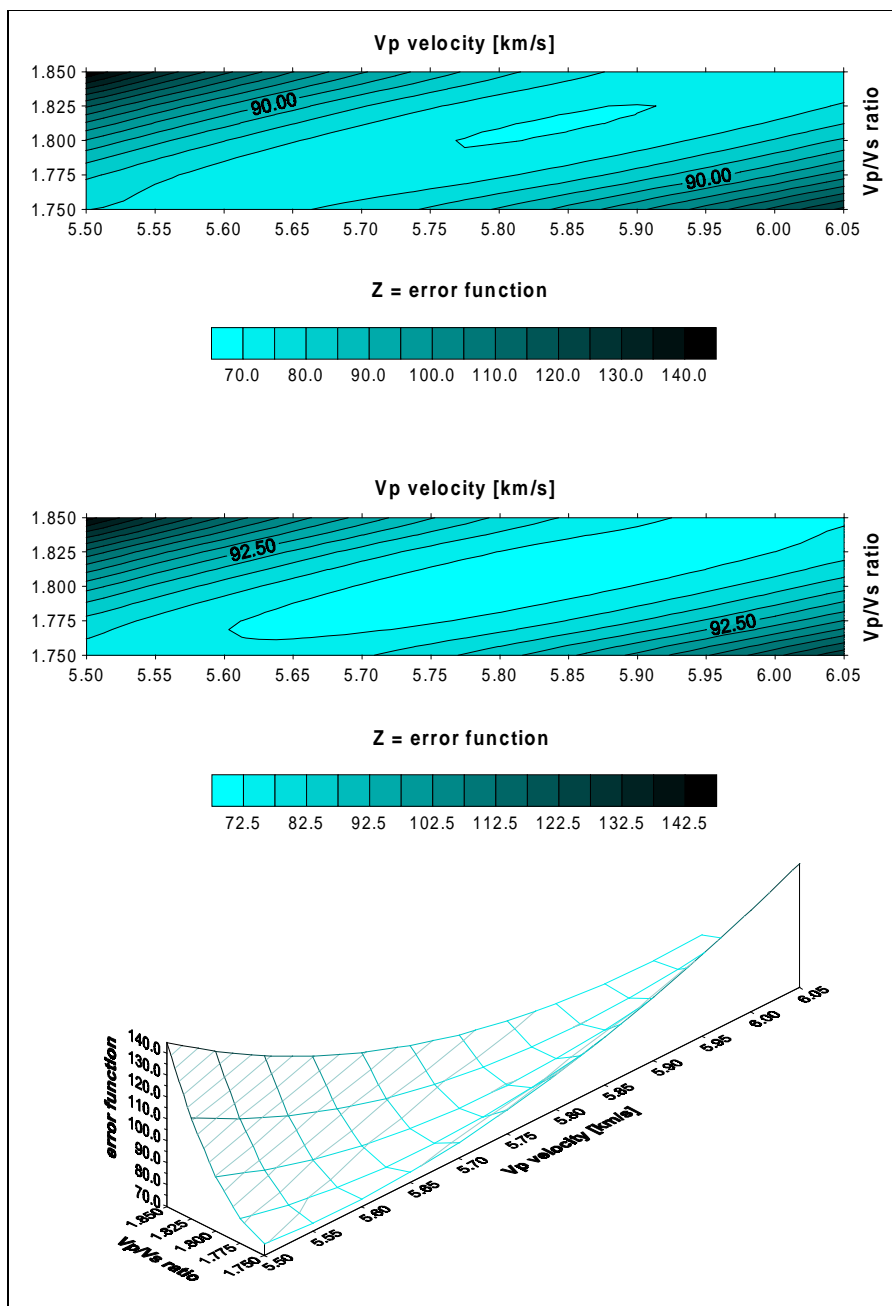 Vp velocity [km/s]
1.850
1.825
1.800
1.775
1.750
90.00
90.00
Vp/Vs ratio
5.50 5.55 5.60 5.65 5.70 5.75 5.80 5.85 5.90 5.95 6.00 6.05
Z = error function
70.0 80.0 90.0 100.0 110.0 120.0 130.0 140.0
Vp velocity [km/s]
1.850
1.825
1.800
1.775
1.750
92.50
92.50
Vp/Vs ratio
5.50 5.55 5.60 5.65 5.70 5.75 5.80 5.85 5.90 5.95 6.00 6.05
Z = error function
72.5 82.5 92.5 102.5 112.5 122.5 132.5 142.5
error function
140.0
130.0
120.0
110.0
100.0
90.0
80.0
70.0
1.850
1.825
1.800
1.775
1.750
Vp/Vs ratio
5.50 5.55 5.60 5.65 5.70 5.75 5.80 5.85 5.90 5.95 6.00 6.05
Vp velocity [km/s]